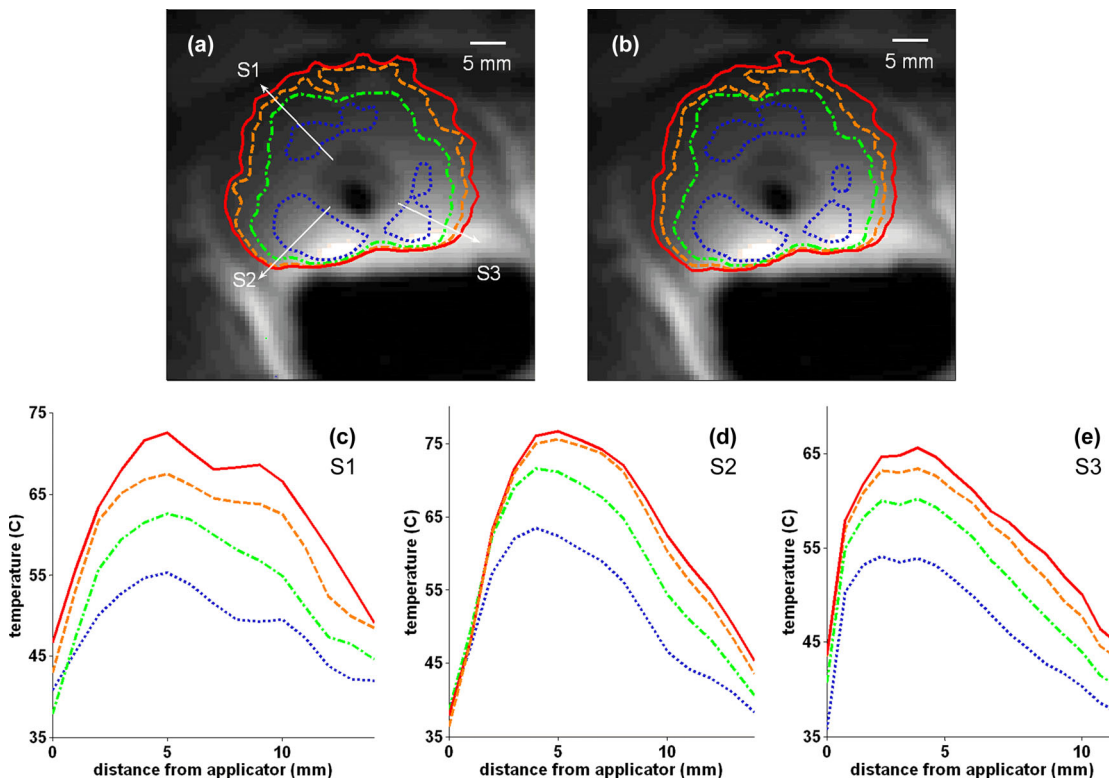 (a)
5 mm
S1
S2
S3
(b)
5 mm
75
65
55
45
35
0
5
10
temperature (C)
distance from applicator (mm)
(c)
S1
75
65
55
45
35
0
5
10
temperature (C)
distance from applicator (mm)
(d)
S2
65
55
45
35
0
5
10
temperature (C)
distance from applicator (mm)
(e)
S3